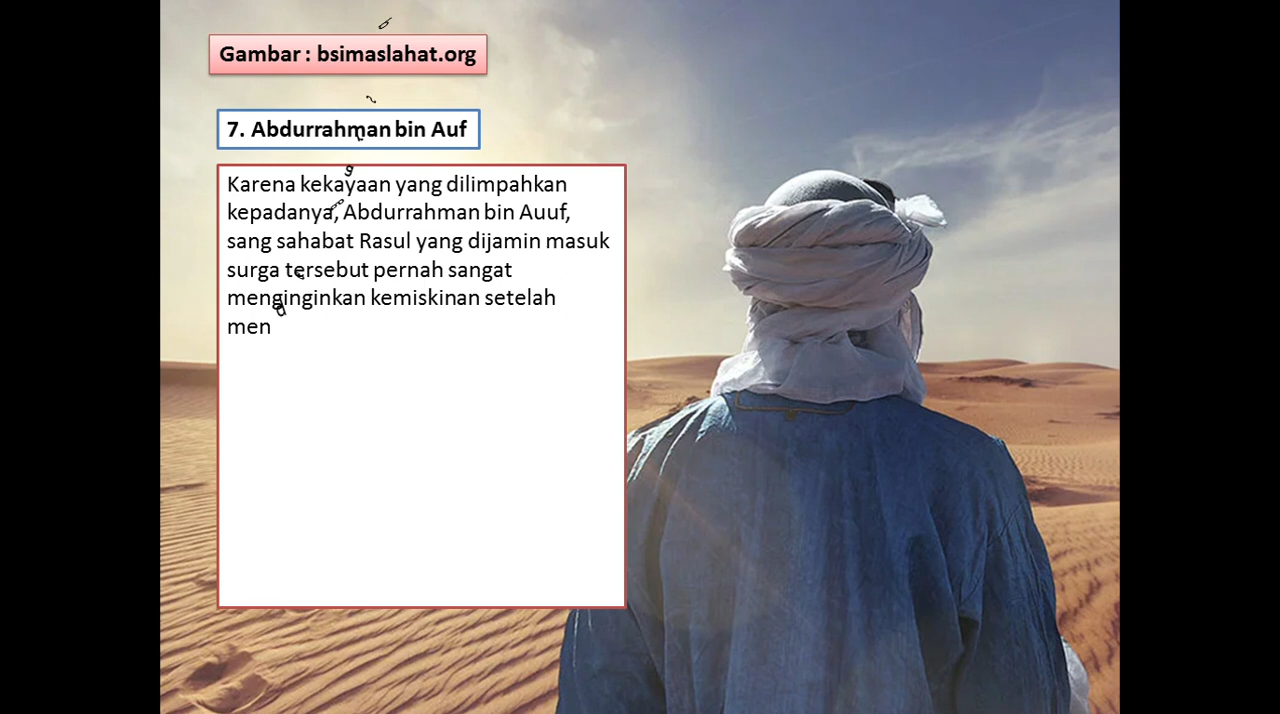 Gambar : bsimaslahat.org
7. Abdurrahman bin Auf
Karena kekayaan yang dilimpahkan
kepadanya, Abdurrahman bin Auuf,
sang sahabat Rasul yang dijamin masuk
surga tersebut pernah sangat
menginginkan kemiskinan setelah
men